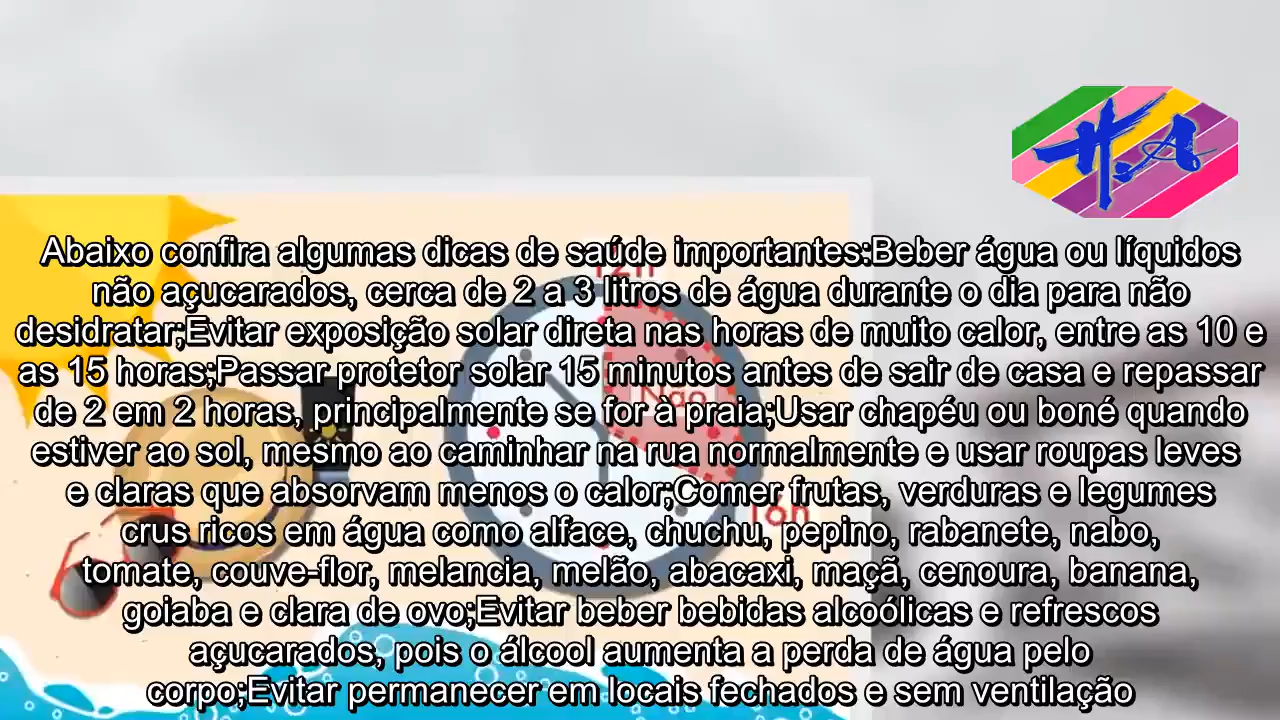 H.A
12h
Abaixo confira algumas dicas de saúde importantes:Beber água ou líquidos
não açucarados, cerca de 2 a 3 litros de água durante o dia para não
desidratar;Evitar exposição solar direta nas horas de muito calor, entre as 10 e
as 15 horas;Passar protetor solar 15 minutos antes de sair de casa e repassar
Não
de 2 em 2 horas, principalmente se for à praia;Usar chapéu ou boné quando
estiver ao sol, mesmo ao caminhar na rua normalmente e usar roupas leves
e claras que absorvam menos o calor;Comer frutas, verduras e legumes
16h
crus ricos em água como alface, chuchu, pepino, rabanete, nabo,
tomate, couve-flor, melancia, melão, abacaxi, maçã, cenoura, banana,
goiaba e clara de ovo;Evitar beber bebidas alcoólicas e refrescos
açucarados, pois o álcool aumenta a perda de água pelo
corpo;Evitar permanecer em locais fechados e sem ventilação